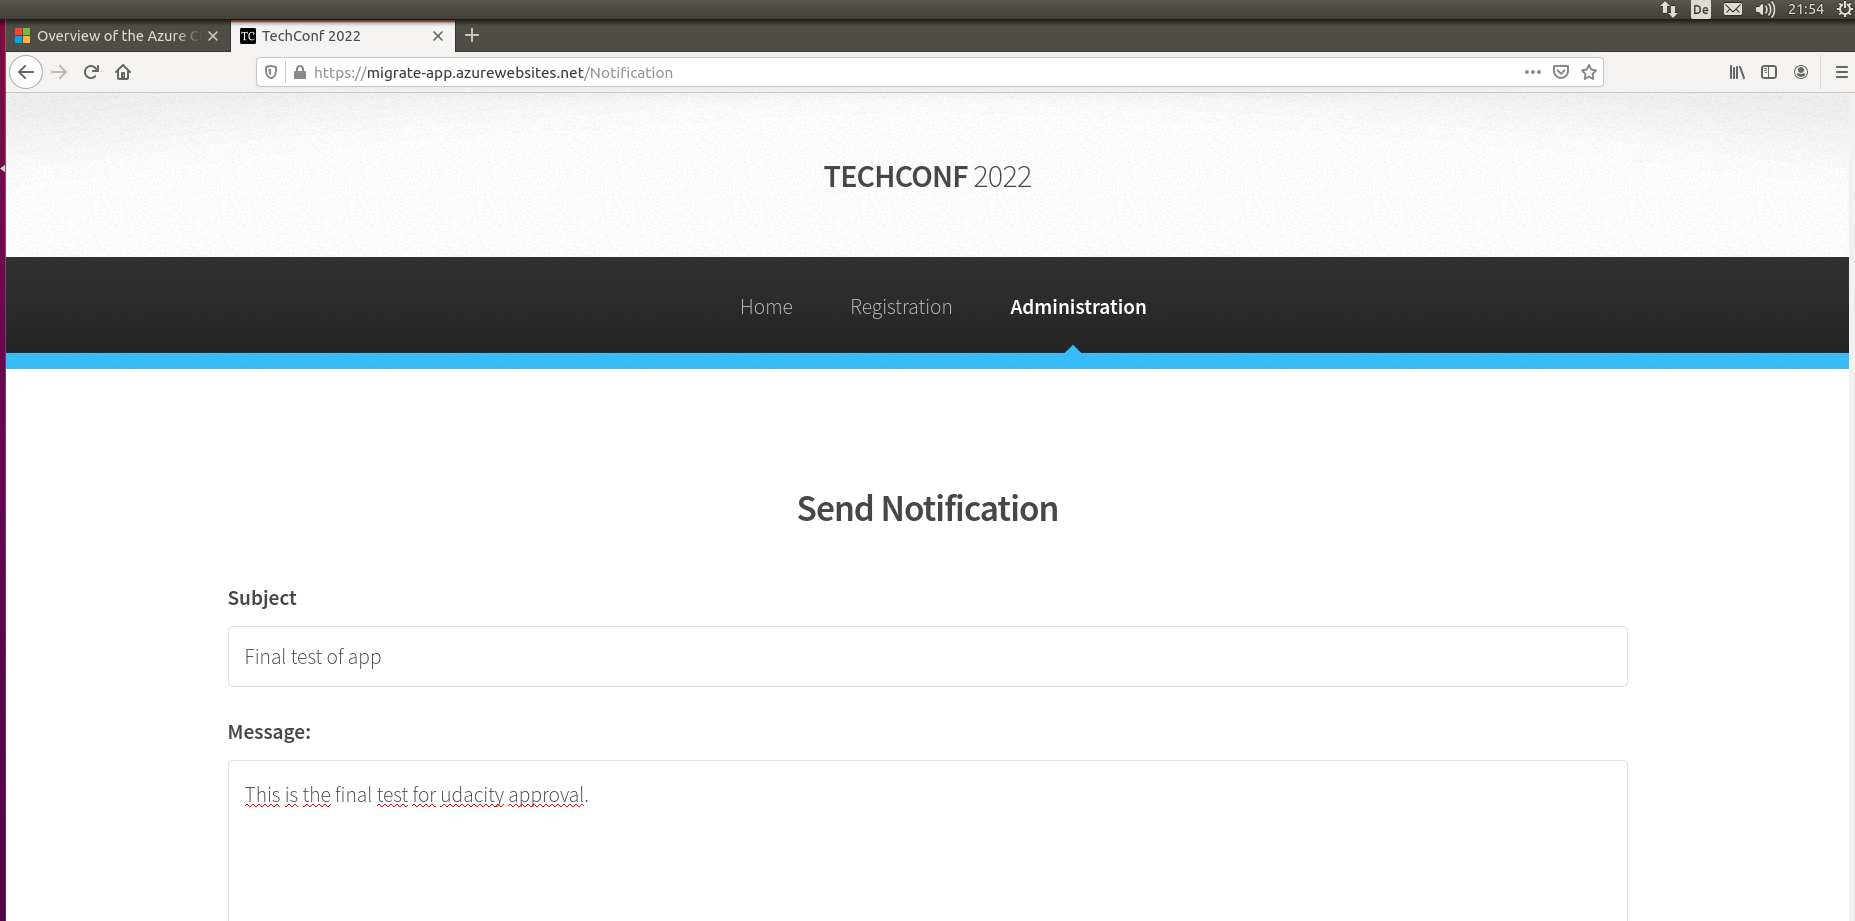 De 21:54
Overview of the Azure C
TC TechConf 2022
https://migrate-app.azurewebsites.net/Notification
TECHCONF 2022
Home Registration Administration
Send Notification
Subject
Final test of app
Message:
This is the final test for udacity approval.